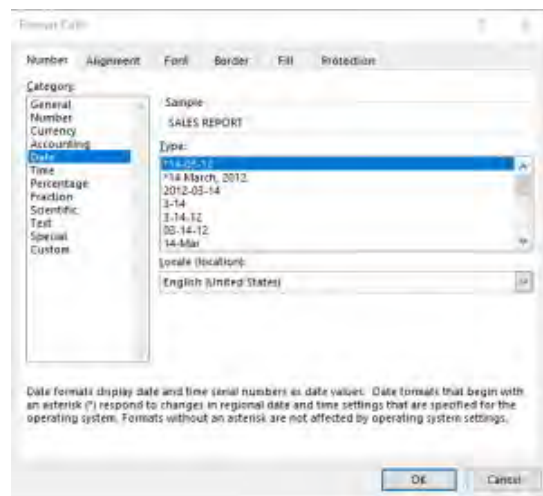 Format Cells
Number Alignment Font Border Fill Protection
Category:
General
Number
Currency
Accounting
Date
Time
Percentage
Fraction
Scientific
Text
Special
Custom
Sample
SALES REPORT
Type:
*14-03-12
*14 March, 2012
2012-03-14
3-14
3-14-12
03-14-12
14-Mar
Locale (location):
English (United States)
Date formats display date and time serial numbers as date values. Date formats that begin with
an asterisk (*) respond to changes in regional date and time settings that are specified for the
operating system. Formats without an asterisk are not affected by operating system settings.
OK Cancel